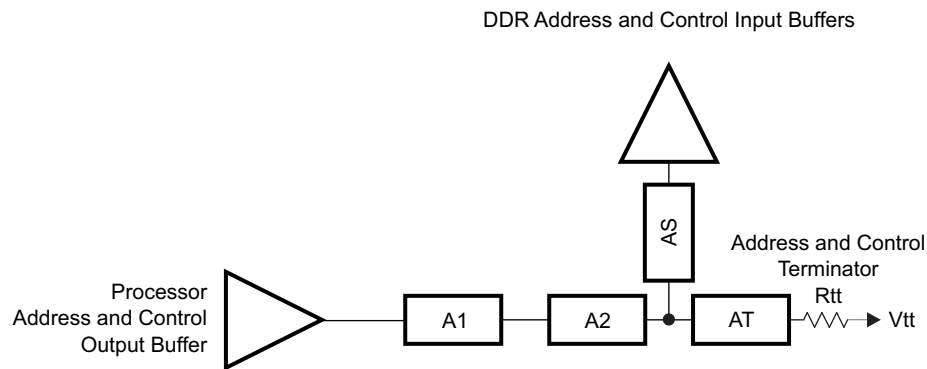 DDR Address and Control Input Buffers
AS
Address and Control
Terminator
Rtt
Processor
Address and Control
Output Buffer
A1
A2
AT
Vtt